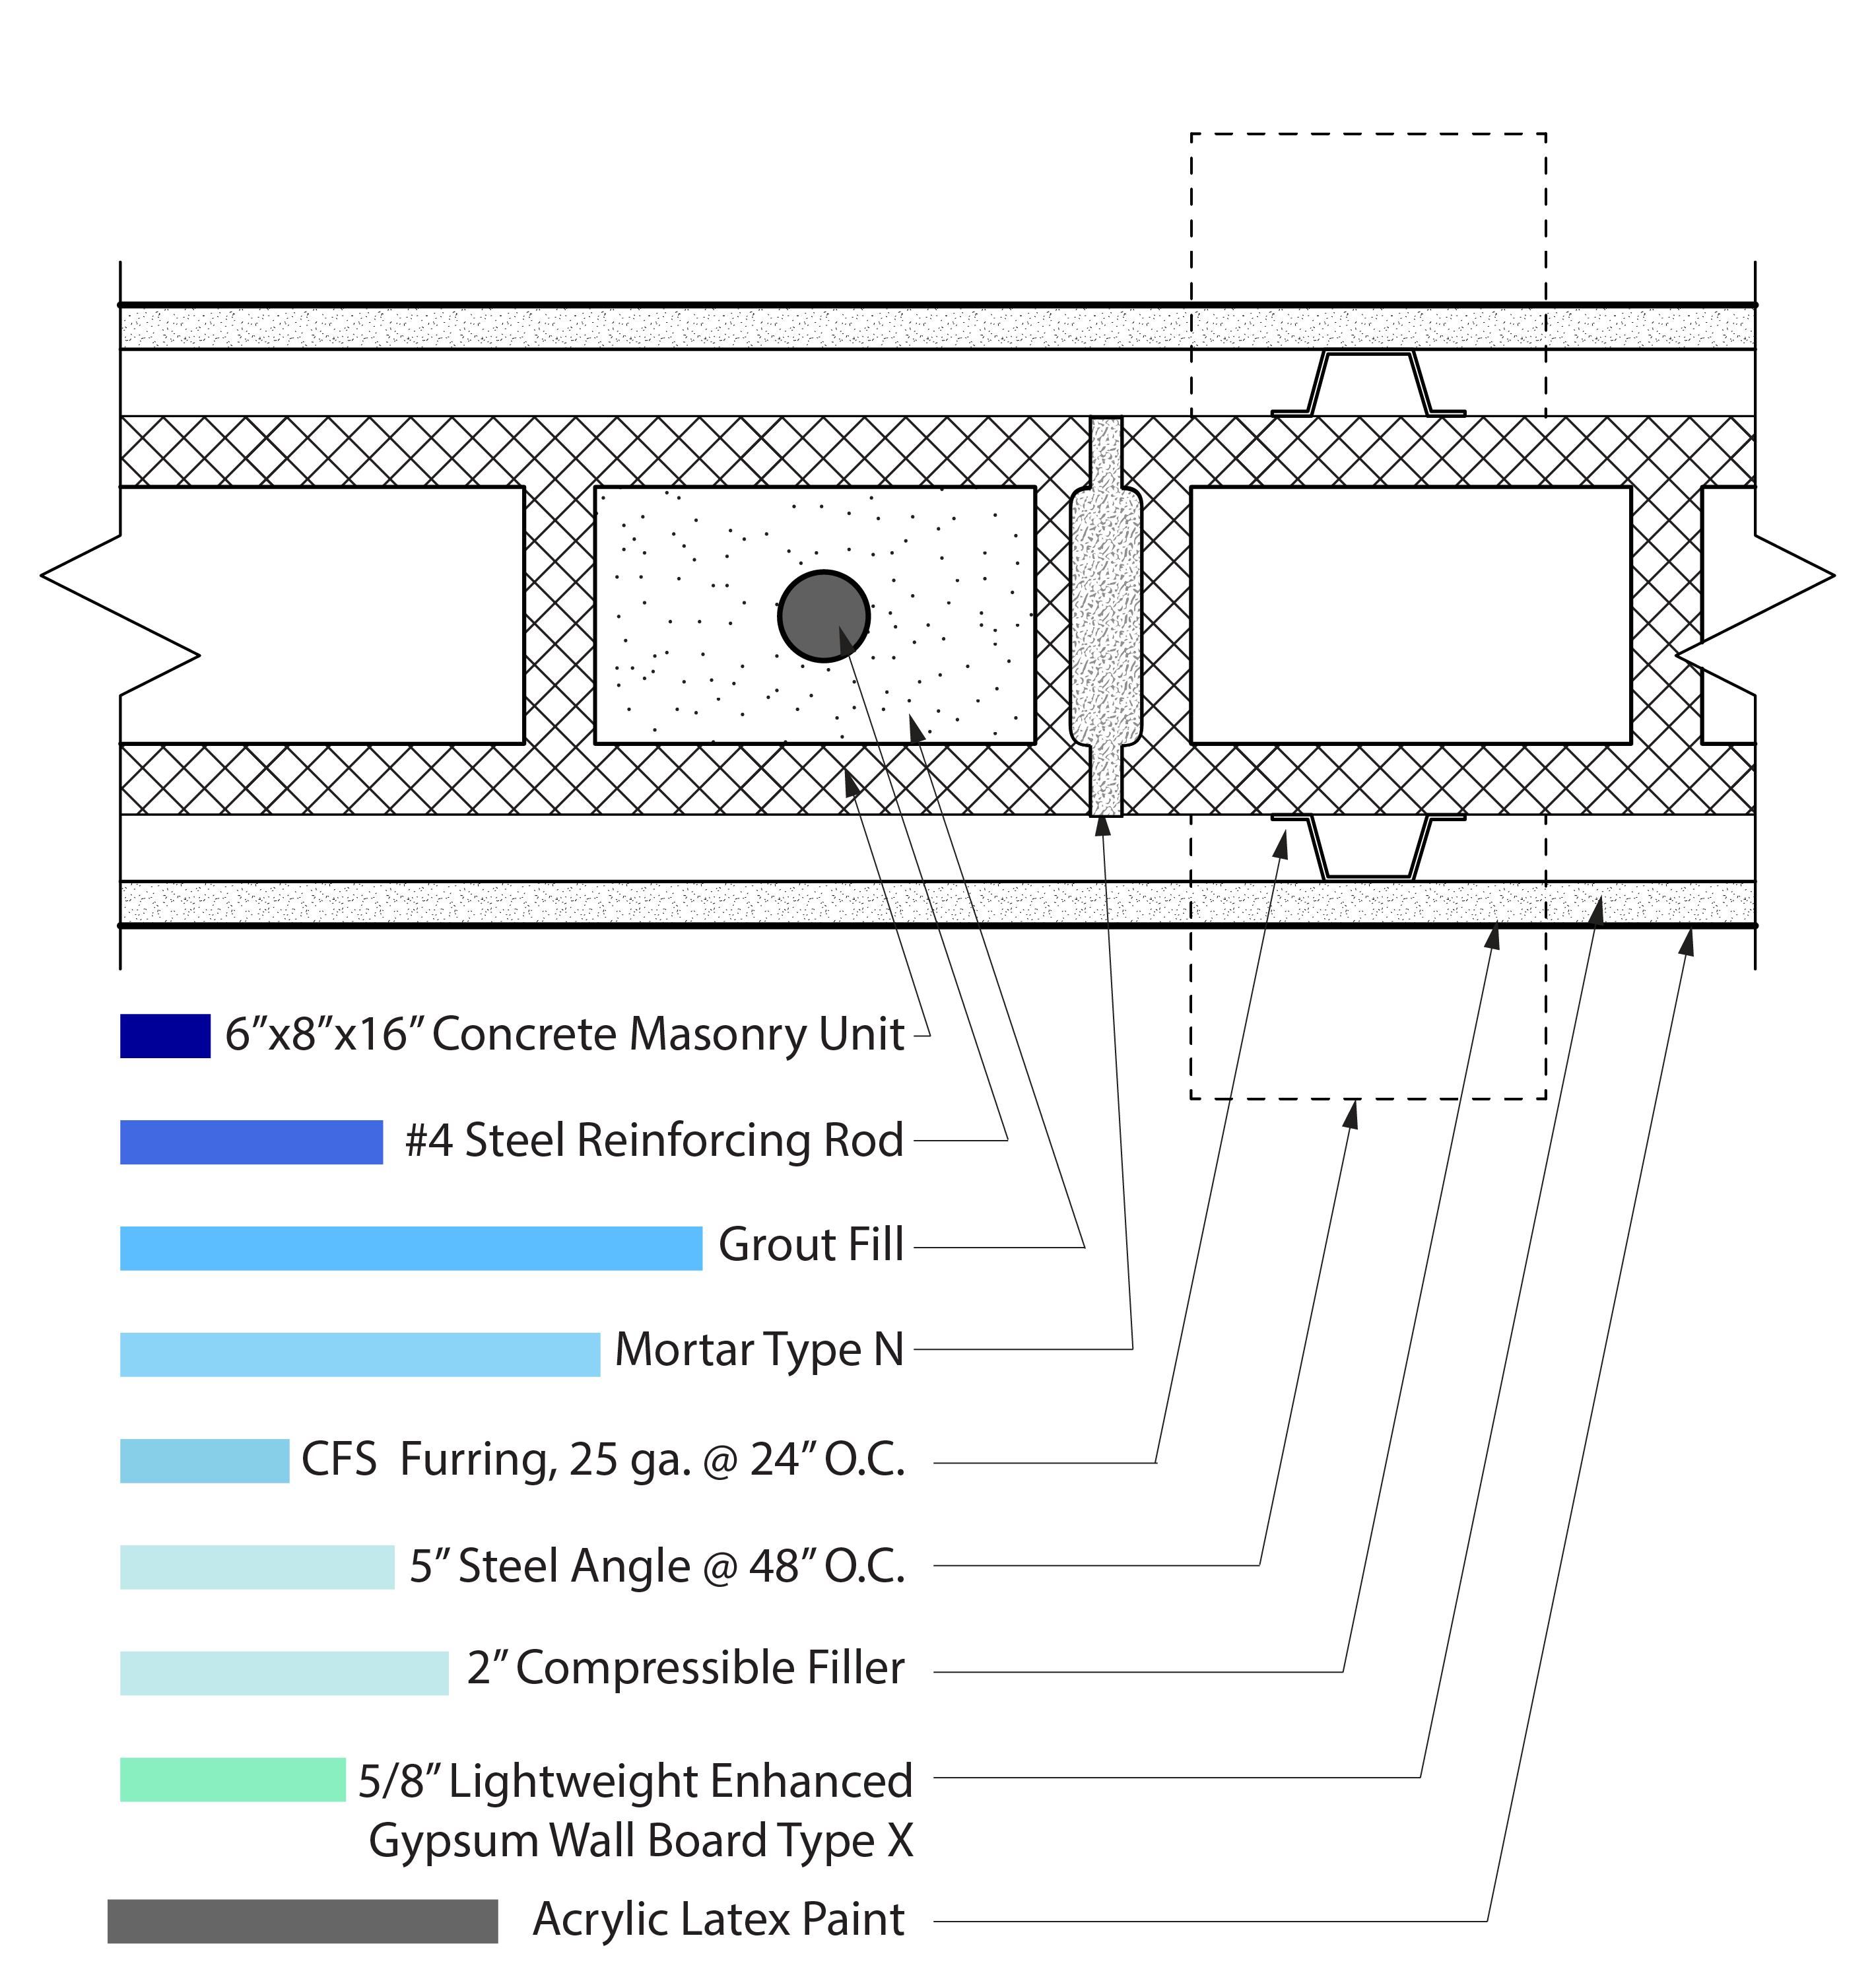 6”x8”x16” Concrete Masonry Unit
#4 Steel Reinforcing Rod
Grout Fill
Mortar Type N
CFS  Furring, 25 ga. @ 24” O.C.
5” Steel Angle @ 48” O.C.
2” Compressible Filler
5/8” Lightweight Enhanced
Gypsum Wall Board Type X
Acrylic Latex Paint